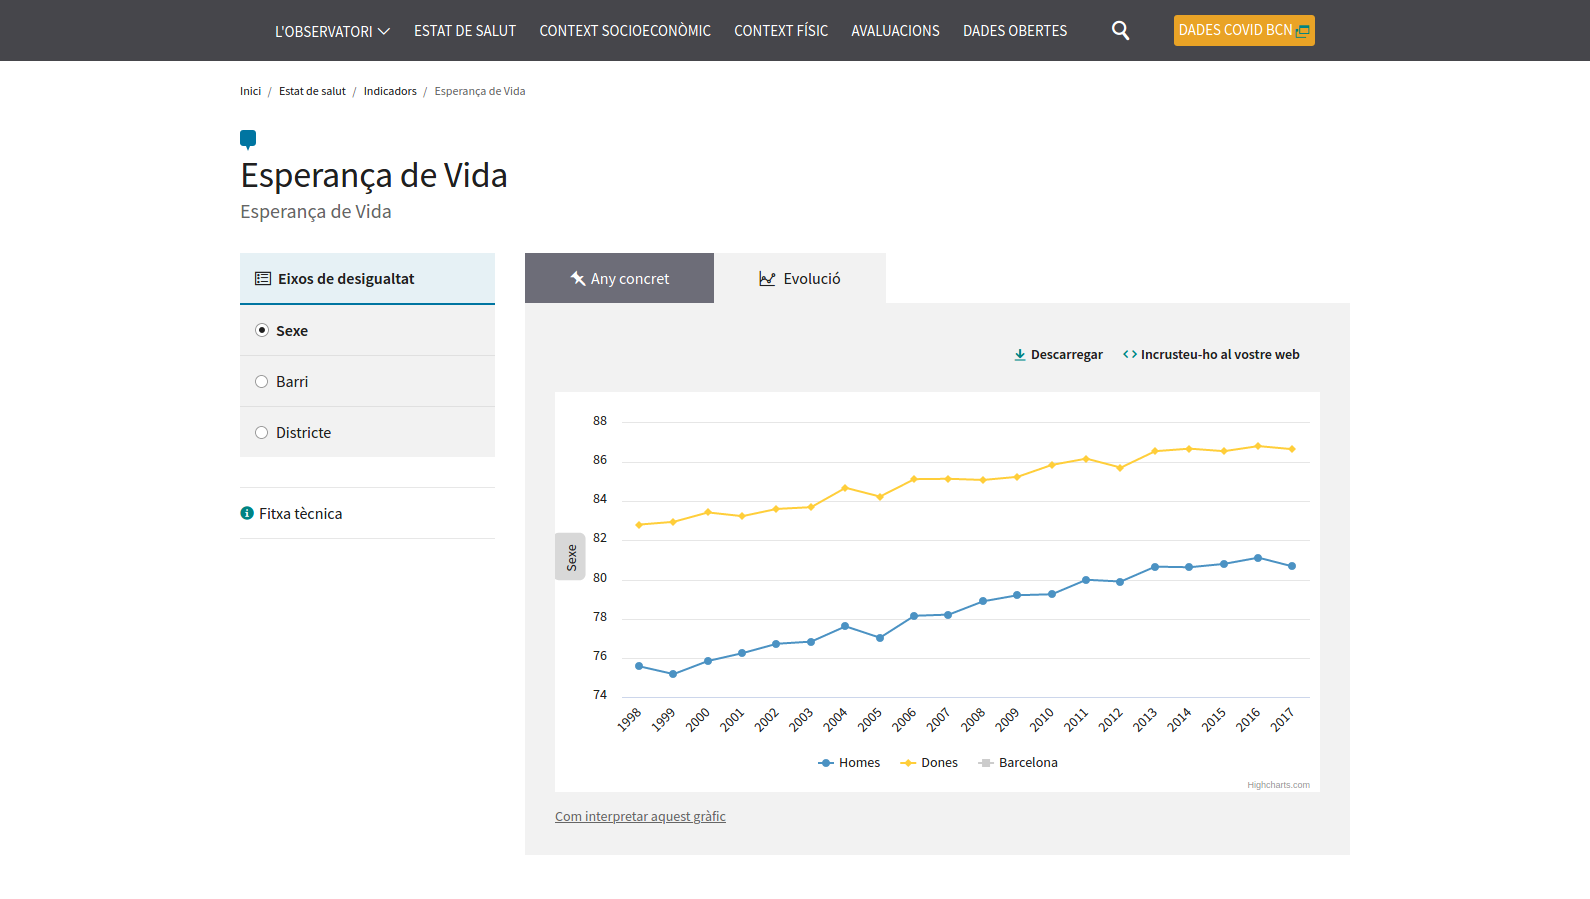 L'OBSERVATORI ESTAT DE SALUT CONTEXT SOCIOECONÒMIC CONTEXT FÍSIC AVALUACIONS DADES OBERTES DADES COVID BCN
Inici / Estat de salut / Indicadors / Esperança de Vida
Esperança de Vida
Esperança de Vida
Eixos de desigualtat
Sexe
Barri
Districte
Fitxa tècnica
Any concret Evolució
Descarregar Incrusteu-ho al vostre web
88
86
84
82
80
78
76
74
Sexe
1998 1999 2000 2001 2002 2003 2004 2005 2006 2007 2008 2009 2010 2011 2012 2013 2014 2015 2016 2017
Homes Dones Barcelona
Highcharts.com
Com interpretar aquest gràfic